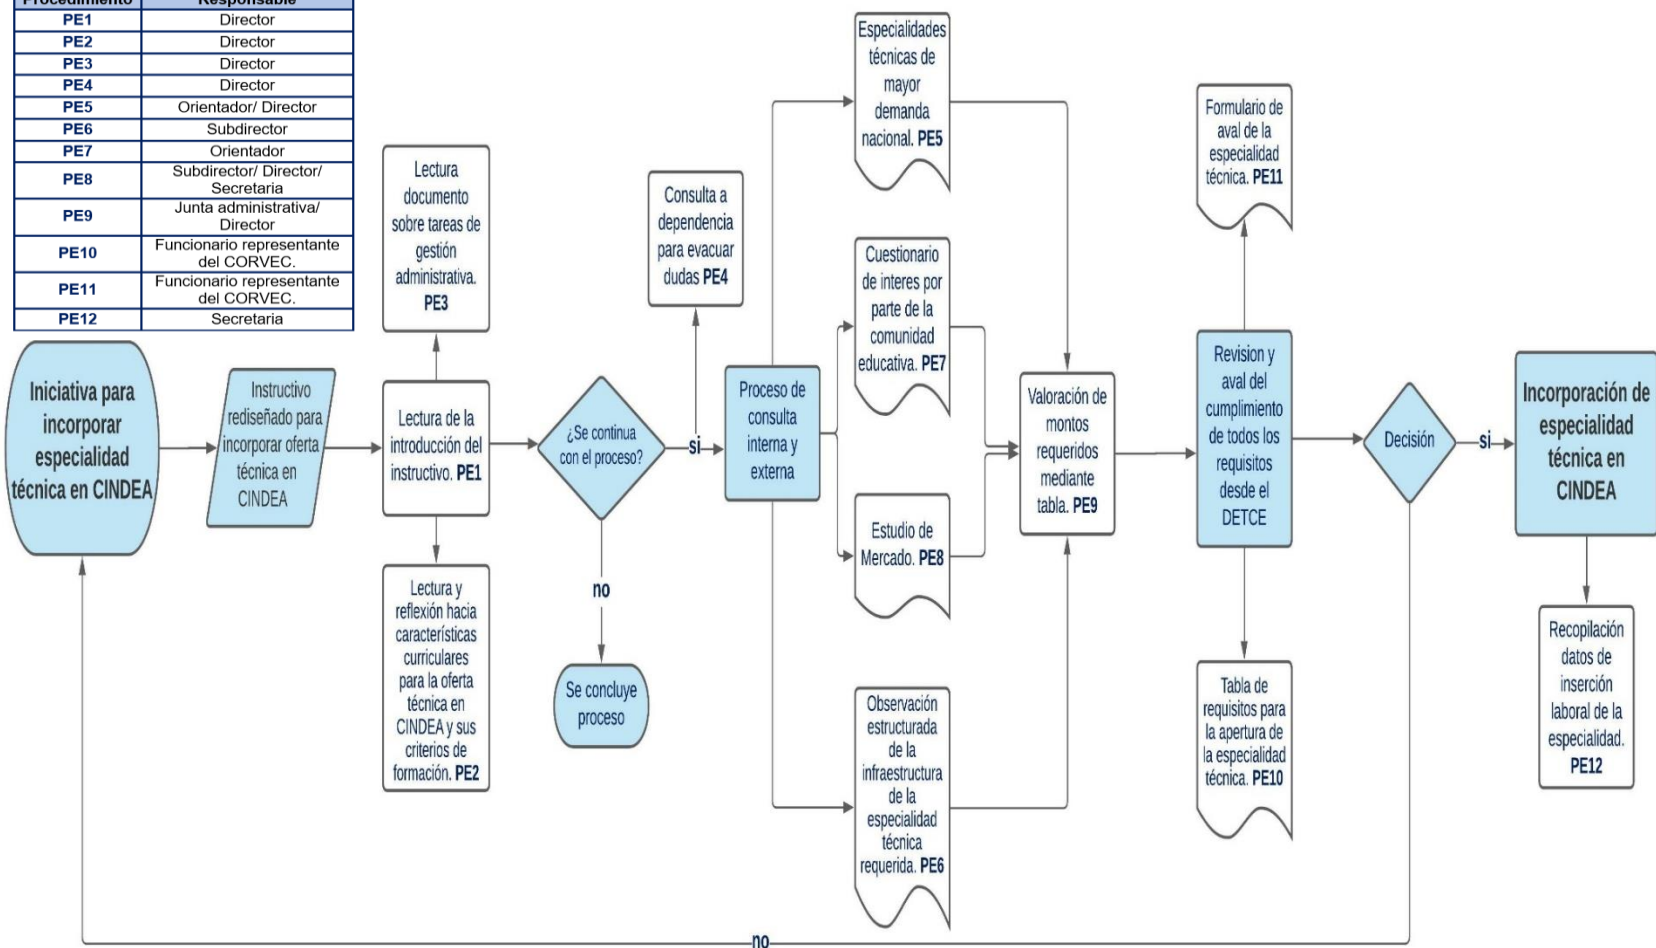 Procedimiento Responsable
PE1 Director
PE2 Director
PE3 Director
PE4 Director
PE5 Orientador/ Director
PE6 Subdirector
PE7 Orientador
PE8 Subdirector/ Director/
Secretaria
PE9 Junta administrativa/
Director
PE10 Funcionario representante
del CORVEC.
PE11 Funcionario representante
del CORVEC.
PE12 Secretaria
Iniciativa para
incorporar
especialidad
técnica en CINDEA
Instructivo
rediseñado para
incorporar oferta
técnica en
CINDEA
Lectura
documento
sobre tareas de
gestión
administrativa.
PE3
Lectura de la
introducción del
instructivo. PE1
Lectura y
reflexión hacia
características
curriculares
para la oferta
técnica en
CINDEA y sus
criterios de
formación. PE2
¿Se continua
con el proceso?
no
Se concluye
proceso
si
Consulta a
dependencia
para evacuar
dudas PE4
Proceso de
consulta
interna y
externa
Especialidades
técnicas de
mayor
demanda
nacional. PE5
Cuestionario
de interes por
parte de la
comunidad
educativa. PE7
Estudio de
Mercado. PE8
Observación
estructurada
de la
infraestructura
de la
especialidad
técnica
requerida. PE6
Valoración de
montos
requeridos
mediante
tabla. PE9
Formulario de
aval de la
especialidad
técnica. PE11
Revision y
aval del
cumplimiento
de todos los
requisitos
desde el
DETCE
Tabla de
requisitos para
la apertura de
la especialidad
técnica. PE10
Decisión
si
no
Incorporación de
especialidad
técnica en
CINDEA
Recopilación
datos de
inserción
laboral de la
especialidad.
PE12